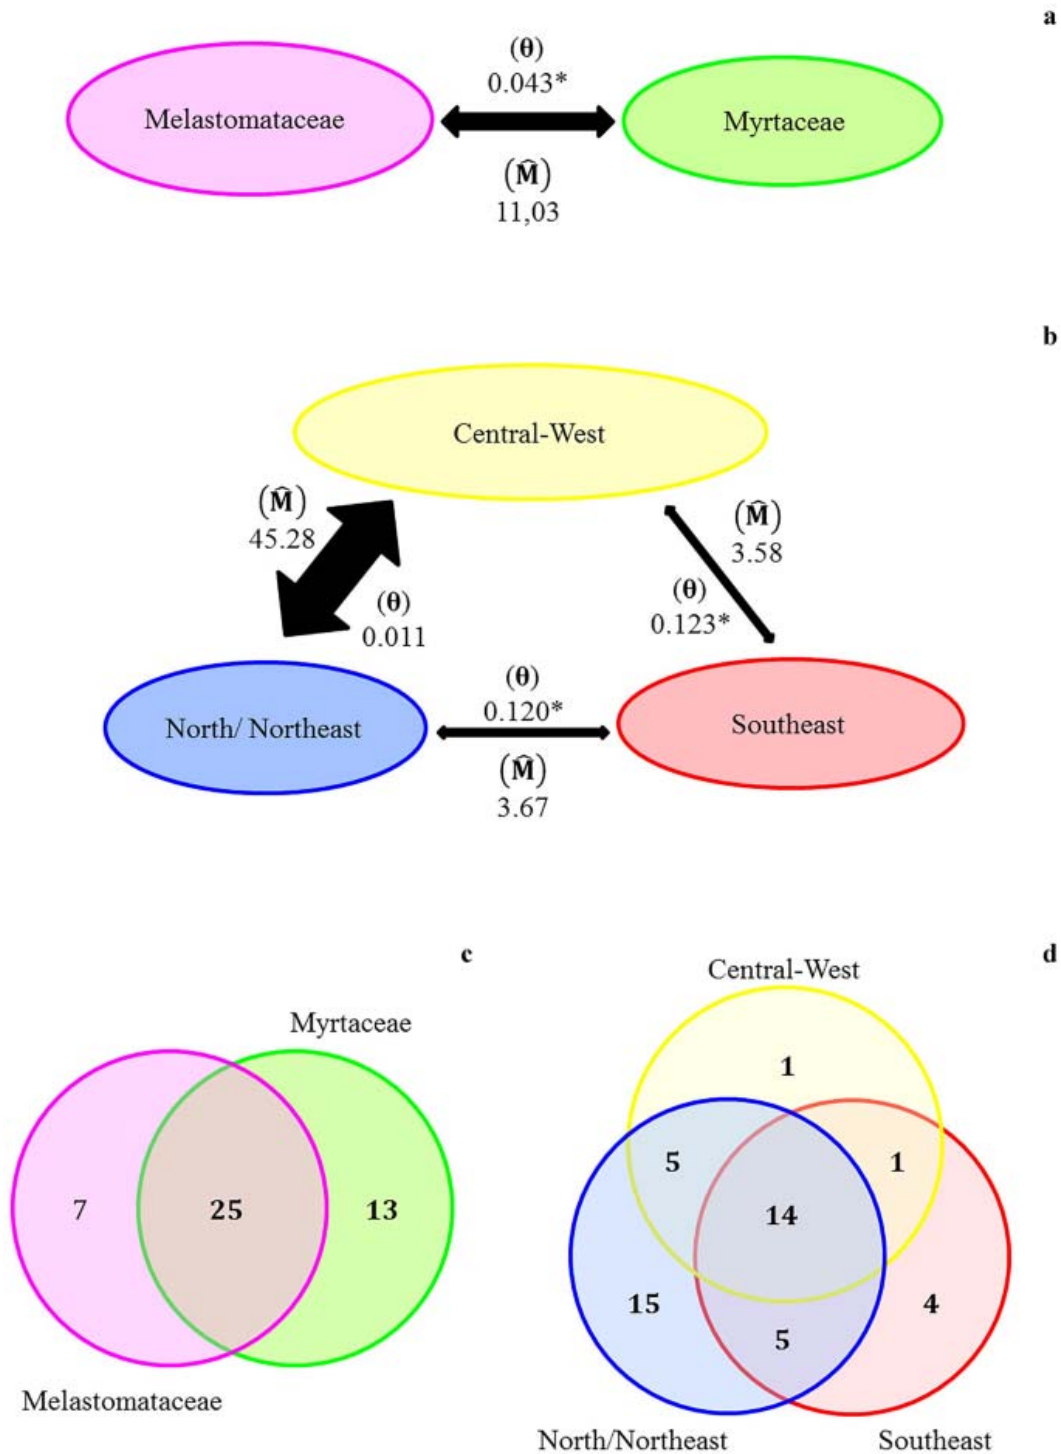 a
(θ)
0.043*
Melastomataceae
Myrtaceae
(M̂)
11,03
b
Central-West
(M̂)
45.28
(θ)
0.011
(M̂)
3.58
(θ)
0.123*
North/ Northeast
(θ)
0.120*
(M̂)
3.67
Southeast
c
Myrtaceae
7
25
13
Melastomataceae
d
Central-West
1
5
1
14
15
4
5
North/Northeast
Southeast